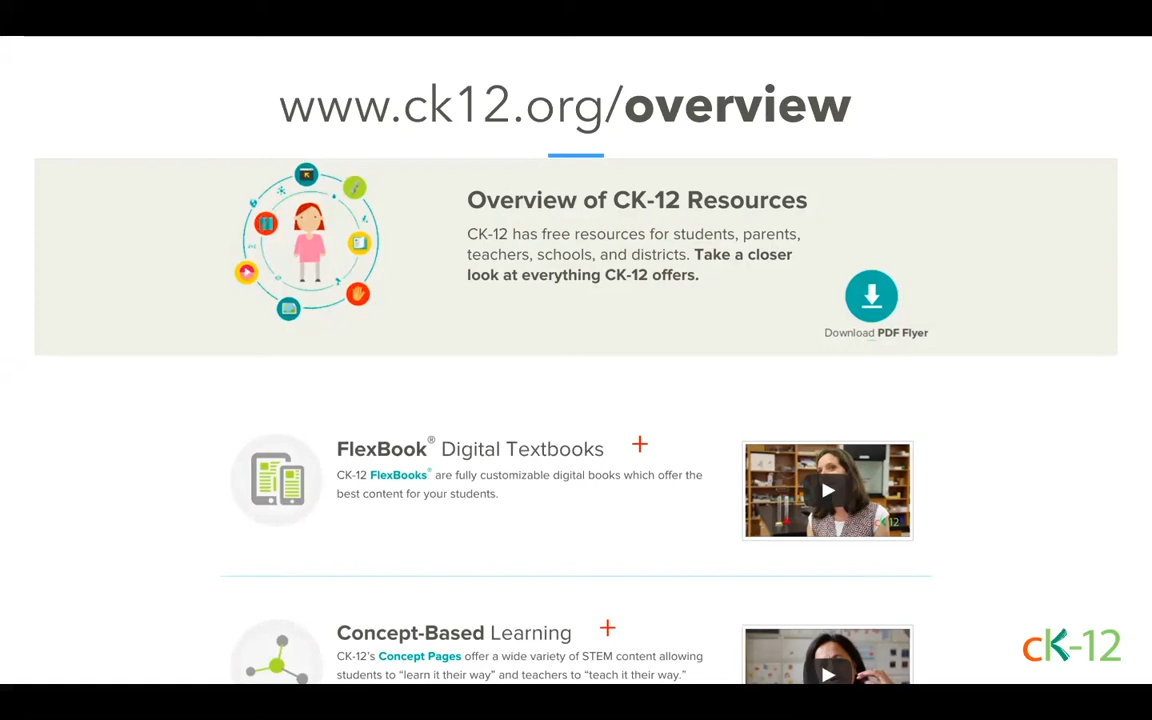 www.ck12.org/overview
Overview of CK-12 Resources
CK-12 has free resources for students, parents,
teachers, schools, and districts. Take a closer
look at everything CK-12 offers.
Download PDF Flyer
FlexBook® Digital Textbooks +
CK-12 FlexBooks® are fully customizable digital books which offer the
best content for your students.
cK-12
Concept-Based Learning +
CK-12's Concept Pages offer a wide variety of STEM content allowing
students to “learn it their way” and teachers to “teach it their way.”
cK-12